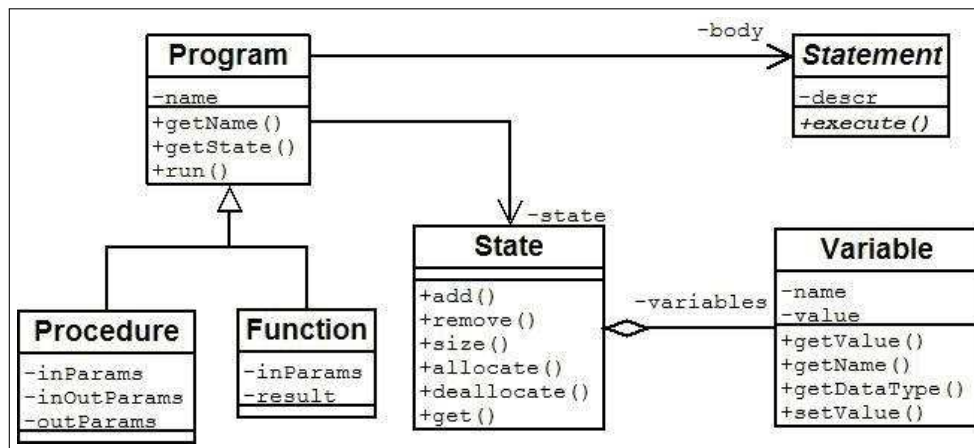 Program
-name
+getName()
+getState()
+run()
-body
Statement
-descr
+execute()
-state
State
+add()
+remove()
+size()
+allocate()
+deallocate()
+get()
-variables
Variable
-name
-value
+getValue()
+getName()
+getDataType()
+setValue()
Procedure
-inParams
-inOutParams
-outParams
Function
-inParams
-result